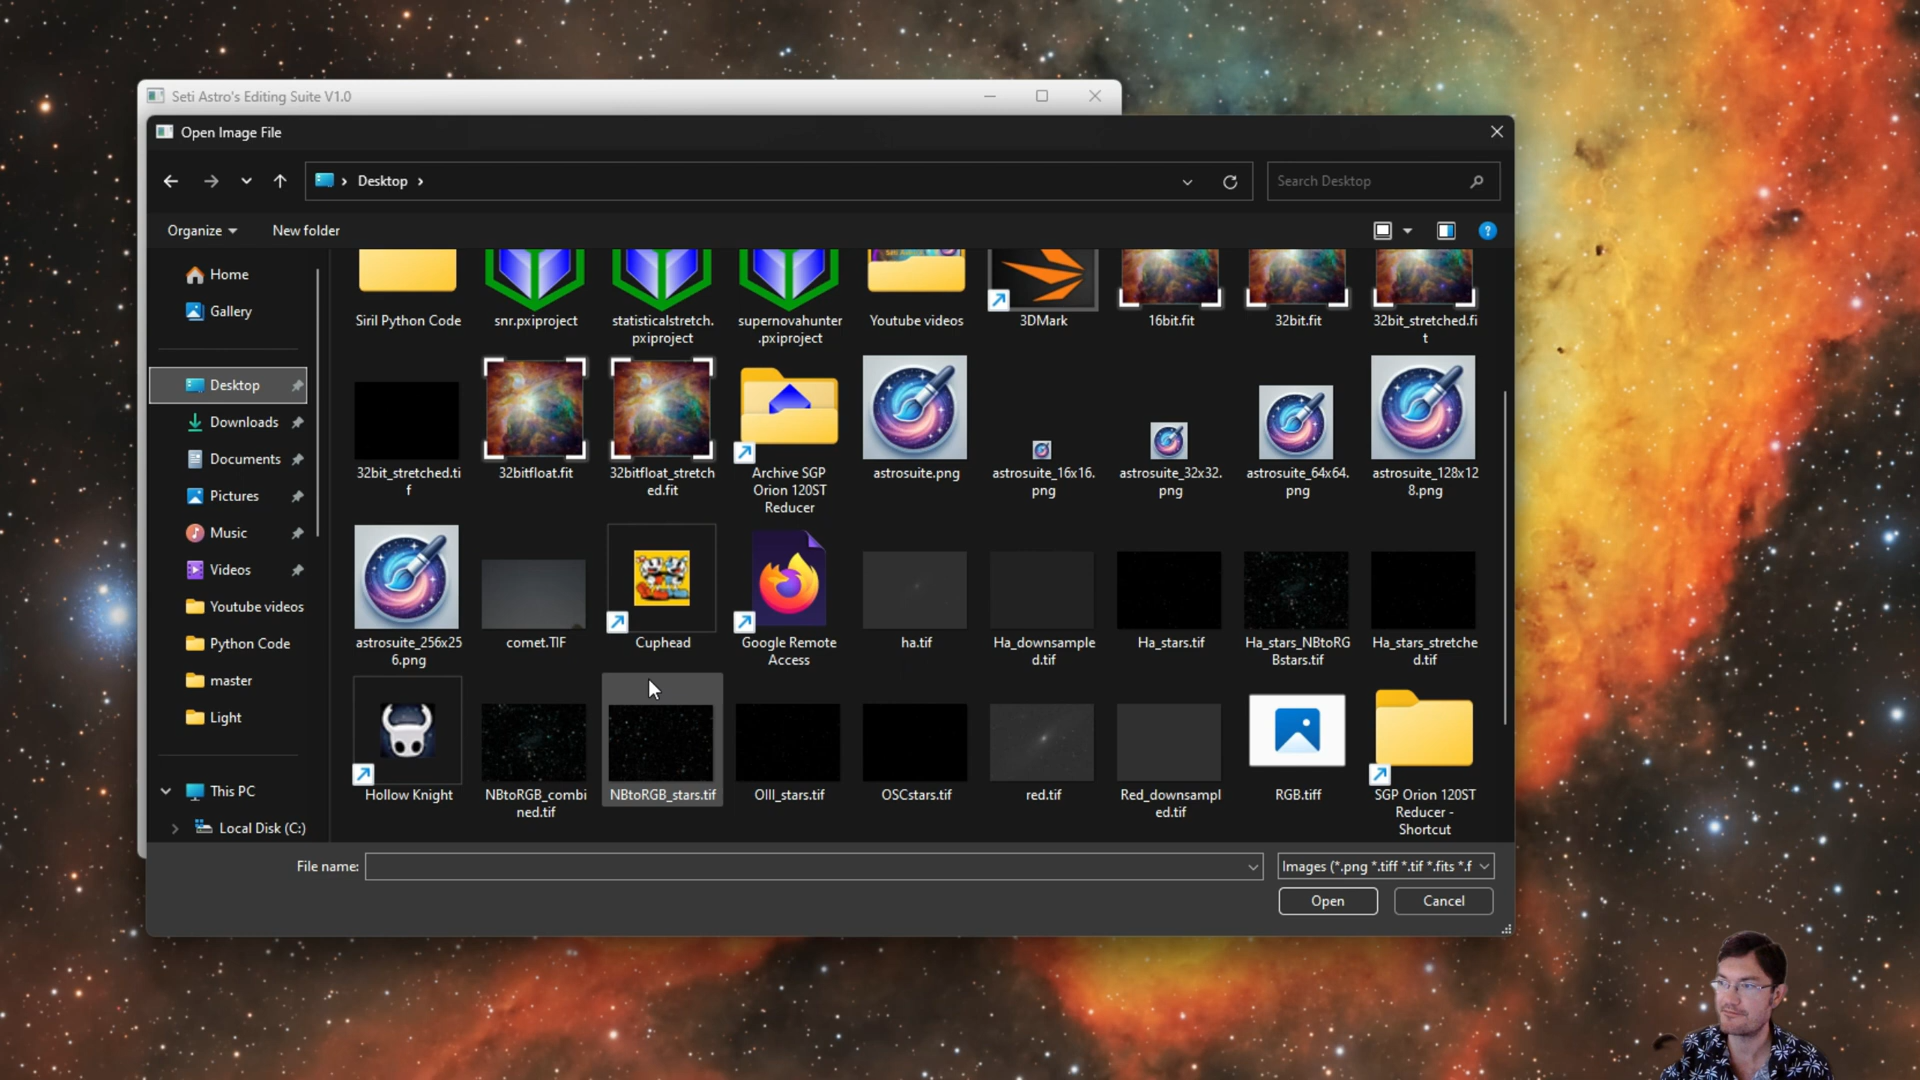 Seti Astro's Editing Suite V1.0
Open Image File
Desktop
Search Desktop
Organize
New folder
Home
Gallery
Desktop
Downloads
Documents
Pictures
Music
Videos
Youtube videos
Python Code
master
Light
This PC
Local Disk (C:)
Siril Python Code
snr.pxiproject
statisticalstretch.
pxiproject
supernovahunter
.pxiproject
Youtube videos
3DMark
16bit.fit
32bit.fit
32bit_stretched.fi
t
32bit_stretched.ti
f
32bitfloat.fit
32bitfloat_stretch
ed.fit
Archive SGP
Orion 120ST
Reducer
astrosuite.png
astrosuite_16x16.
png
astrosuite_32x32.
png
astrosuite_64x64.
png
astrosuite_128x12
8.png
astrosuite_256x25
6.png
comet.TIF
Cuphead
Google Remote
Access
ha.tif
Ha_downsample
d.tif
Ha_stars.tif
Ha_stars_NBtoRG
Bstars.tif
Ha_stars_stretche
d.tif
Hollow Knight
NBtoRGB_combi
ned.tif
NBtoRGB_stars.tif
OIII_stars.tif
OSCstars.tif
red.tif
Red_downsampl
ed.tif
RGB.tiff
SGP Orion 120ST
Reducer -
Shortcut
File name:
Images (*.png *.tiff *.tif *.fits *.f
Open
Cancel